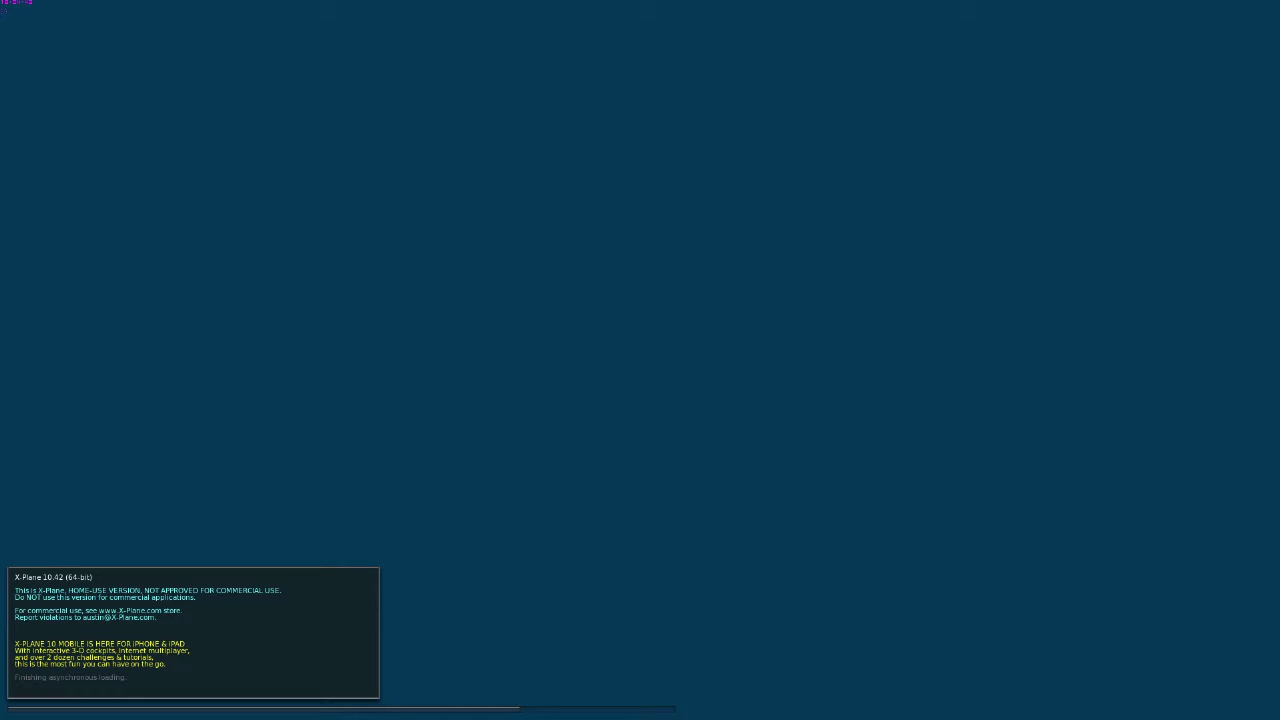 X-Plane 10.42 (64-bit)
This is X-Plane, HOME-USE VERSION, NOT APPROVED FOR COMMERCIAL USE.
Do NOT use this version for commercial applications.
For commercial use, see www.X-Plane.com store.
Report violations to austin@X-Plane.com.
X-PLANE 10 MOBILE IS HERE FOR iPHONE & iPAD
With interactive 3-D cockpits, Internet multiplayer,
and over 2 dozen challenges & tutorials,
this is the most fun you can have on the go.
Finishing asynchronous loading.